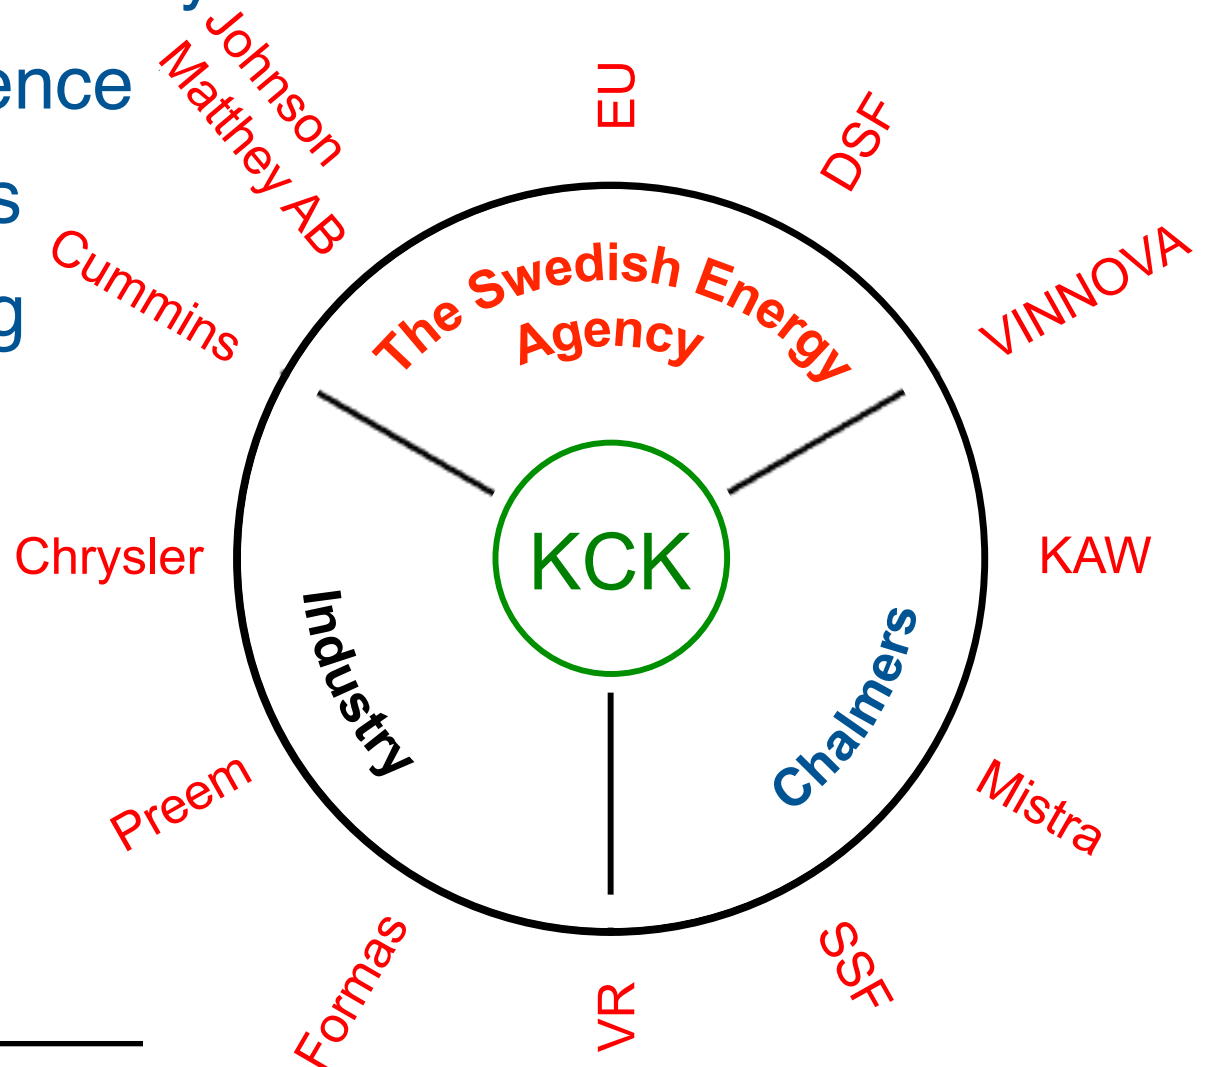 ence
s
g
Johnson
Matthey AB
EU
DSF
Cummins
VINNOVA
The Swedish Energy
Agency
Chrysler
KCK
KAW
Industry
Chalmers
Preem
Mistra
Formas
VR
SSF